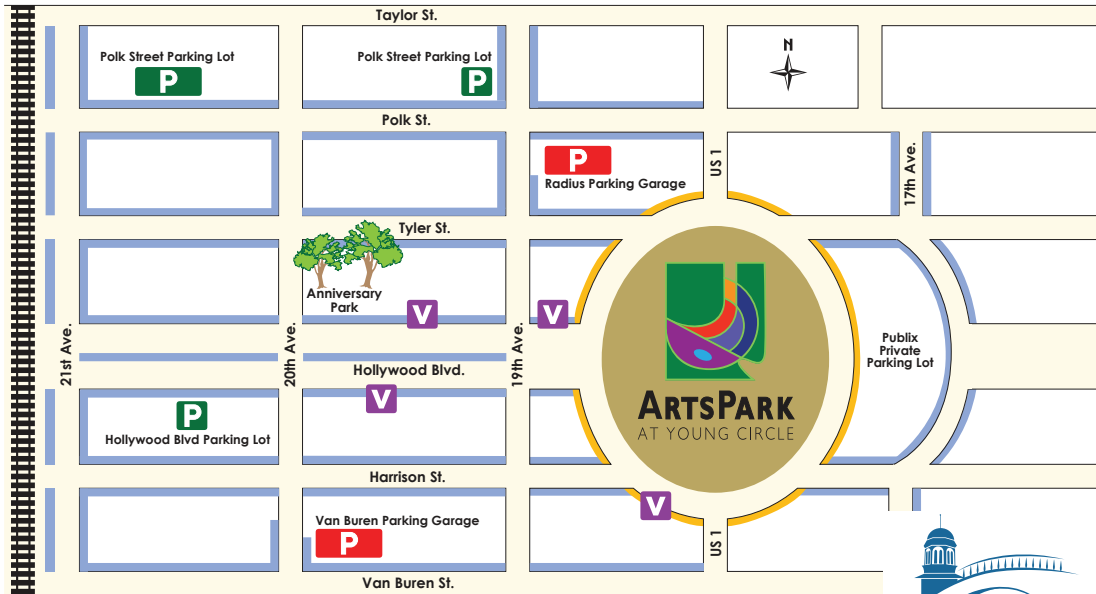 Taylor St.
Polk Street Parking Lot
P
Polk Street Parking Lot
P
N
Polk St.
P
Radius Parking Garage
US 1
17th Ave.
Tyler St.
Anniversary
Park
V
V
21st Ave.
20th Ave.
19th Ave.
Hollywood Blvd.
V
Publix
Private
Parking Lot
ARTSPARK
AT YOUNG CIRCLE
P
Hollywood Blvd Parking Lot
Harrison St.
V
Van Buren Parking Garage
P
US 1
Van Buren St.